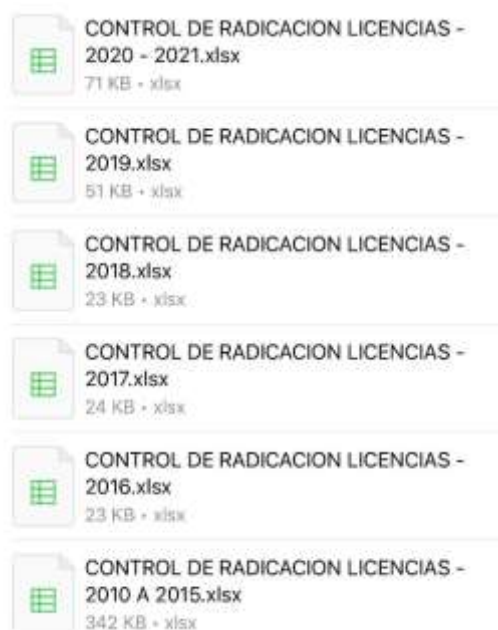 CONTROL DE RADICACION LICENCIAS -
2020 - 2021.xlsx
71 KB • xlsx
CONTROL DE RADICACION LICENCIAS -
2019.xlsx
51 KB • xlsx
CONTROL DE RADICACION LICENCIAS -
2018.xlsx
23 KB • xlsx
CONTROL DE RADICACION LICENCIAS -
2017.xlsx
24 KB • xlsx
CONTROL DE RADICACION LICENCIAS -
2016.xlsx
23 KB • xlsx
CONTROL DE RADICACION LICENCIAS -
2010 A 2015.xlsx
342 KB • xlsx